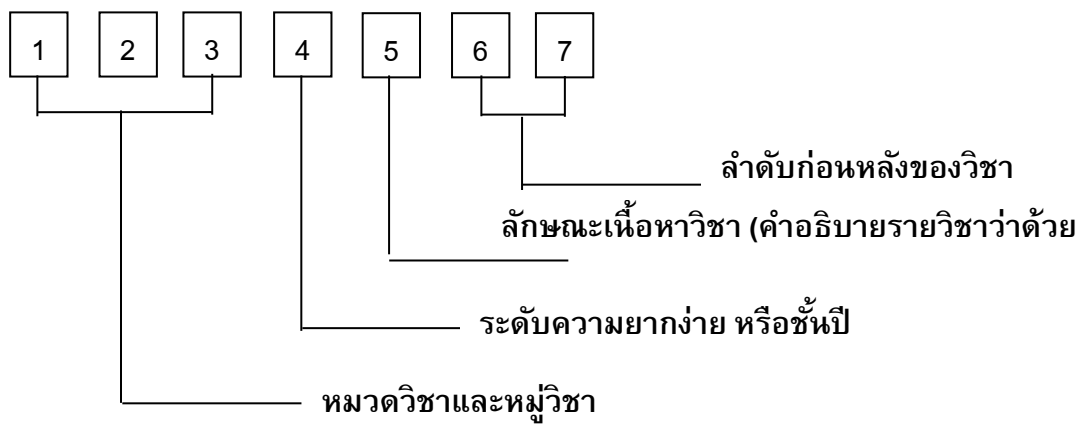 1 2 3 4 5 6 7
ลำดับก่อนหลังของวิชา
ลักษณะเนื้อหาวิชา (คำอธิบายรายวิชาว่าด้วย
ระดับความยากง่าย หรือชั้นปี
หมวดวิชาและหมู่วิชา